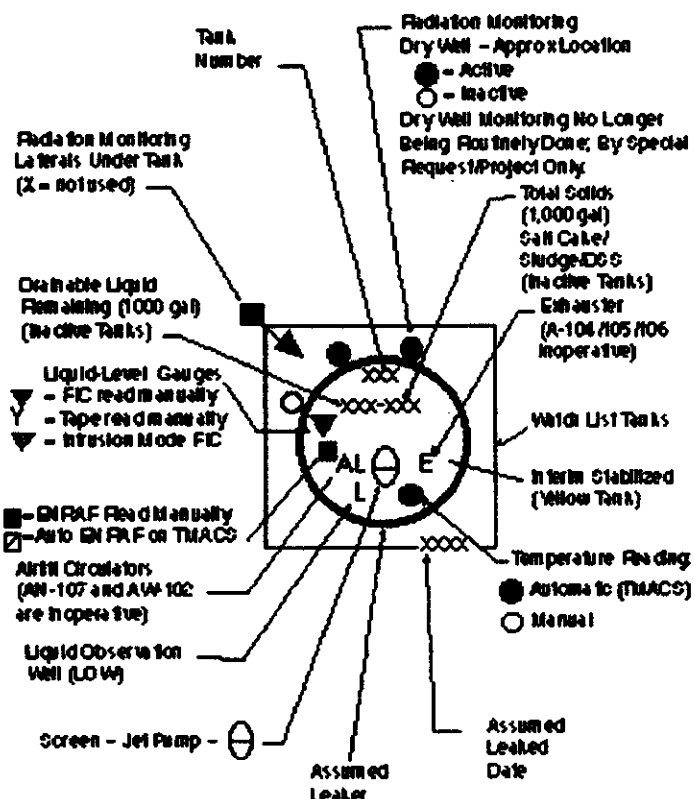 Tank
Number
Radiation Monitoring
Dry Well - Approx Location
- Active
- Inactive
Dry Well Monitoring No Longer
Being Routinely Done; By Special
Request/Project Only.
Radiation Monitoring
Laterals Under Tank
(X = not used)
Total Solids
(1,000 gal)
Salt Cake/
Sludge/DSS
(Inactive Tanks)
Drainable Liquid
Remaining (1000 gal)
(Inactive Tanks)
Exhauster
(A-104/105/106
Inoperative)
Liquid-Level Gauges
- FIC read manually
Y - Tape read manually
- Intrusion Mode FIC
XXX
XXX-XXX
AL E
L
Watch List Tanks
Interim Stabilized
(Yellow Tank)
- ENRAF Read Manually
- Auto ENRAF on TMACS
XXXX
Temperature Reading:
Automatic (TMACS)
Manual
Airlift Circulators
(AN-107 and AW-102
are inoperative)
Liquid Observation
Well (LOW)
Screen - Jet Pump -
Assumed
Leaker
Assumed
Leaked
Date